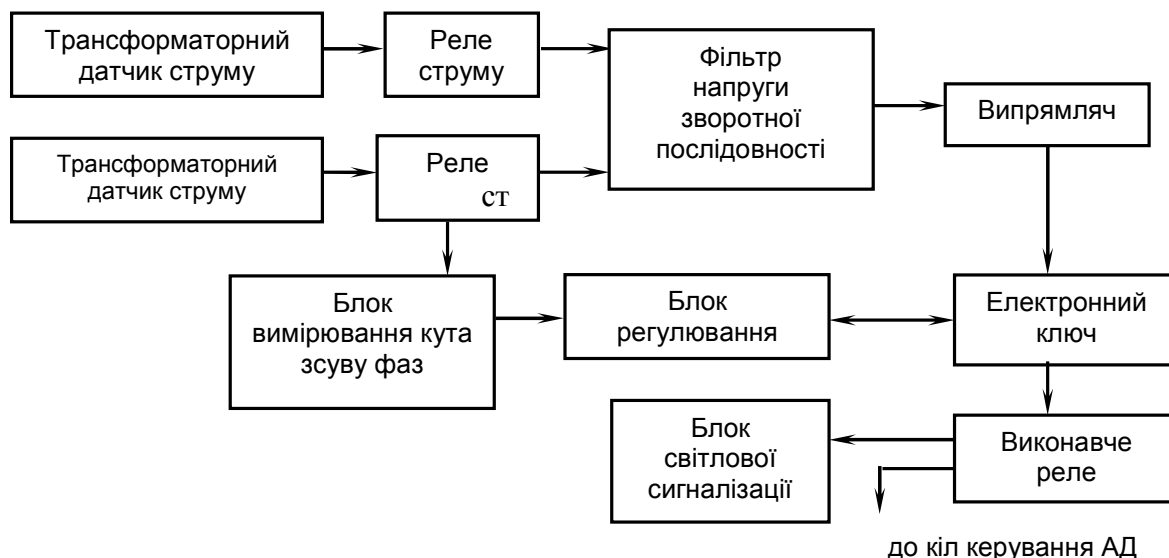 Трансформаторний
датчик струму
Реле
струму
Фільтр
напруги
зворотної
послідовності
Випрямляч
Трансформаторний
датчик струму
Реле
ст
Блок
вимірювання кута
зсуву фаз
Блок
регулювання
Електронний
ключ
Блок
світлової
сигналізації
Виконавче
реле
до кіл керування АД